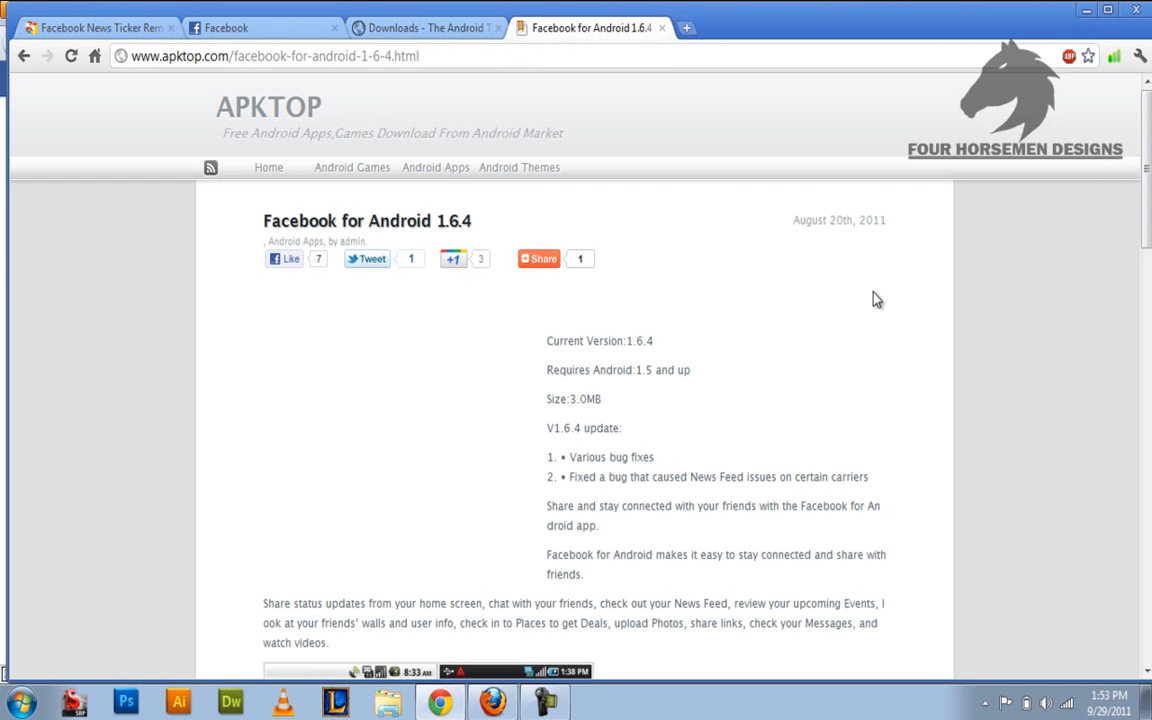 Facebook News Ticker Rem
Facebook
Downloads - The Android T
Facebook for Android 1.6.4
www.apktop.com/facebook-for-android-1-6-4.html
ABP
APKTOP
Free Android Apps,Games Download From Android Market
FOUR HORSEMEN DESIGNS
Home Android Games Android Apps Android Themes
Facebook for Android 1.6.4
August 20th, 2011
, Android Apps, by admin.
Like 7 Tweet 1 +1 3 Share 1
Current Version:1.6.4
Requires Android:1.5 and up
Size:3.0MB
V1.6.4 update:
1. • Various bug fixes
2. • Fixed a bug that caused News Feed issues on certain carriers
Share and stay connected with your friends with the Facebook for An
droid app.
Facebook for Android makes it easy to stay connected and share with
friends.
Share status updates from your home screen, chat with your friends, check out your News Feed, review your upcoming Events, l
ook at your friends' walls and user info, check in to Places to get Deals, upload Photos, share links, check your Messages, and
watch videos.
8:33 AM 1:38 PM
SBP Ps Ai Dw L
1:53 PM
9/29/2011